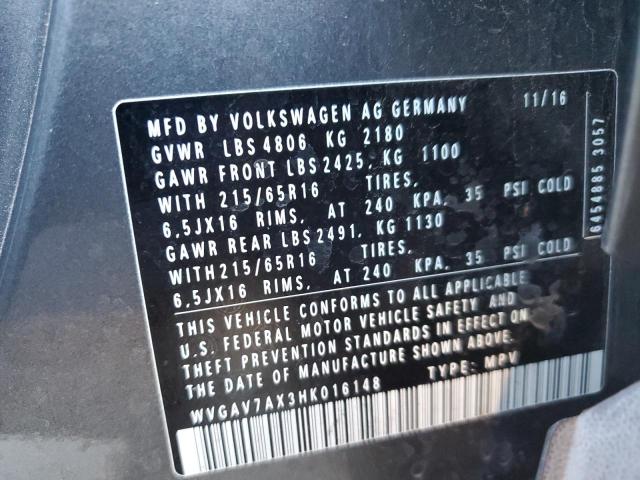 MFD BY VOLKSWAGEN AG GERMANY 11/16
GVWR LBS 4806 KG 2180
GAWR FRONT LBS 2425, KG 1100
WITH 215/65R16 TIRES,
6,5JX16 RIMS, AT 240 KPA, 35 PSI COLD
GAWR REAR LBS 2491, KG 1130
WITH 215/65R16 TIRES,
6,5JX16 RIMS, AT 240 KPA, 35 PSI COLD
THIS VEHICLE CONFORMS TO ALL APPLICABLE
U.S. FEDERAL MOTOR VEHICLE SAFETY AND
THEFT PREVENTION STANDARDS IN EFFECT ON
THE DATE OF MANUFACTURE SHOWN ABOVE.
WVGAV7AX3HK016148 TYPE: MPV
6454885 3057